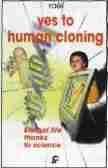 yes to
human cloning
Eternal life
thanks
to science